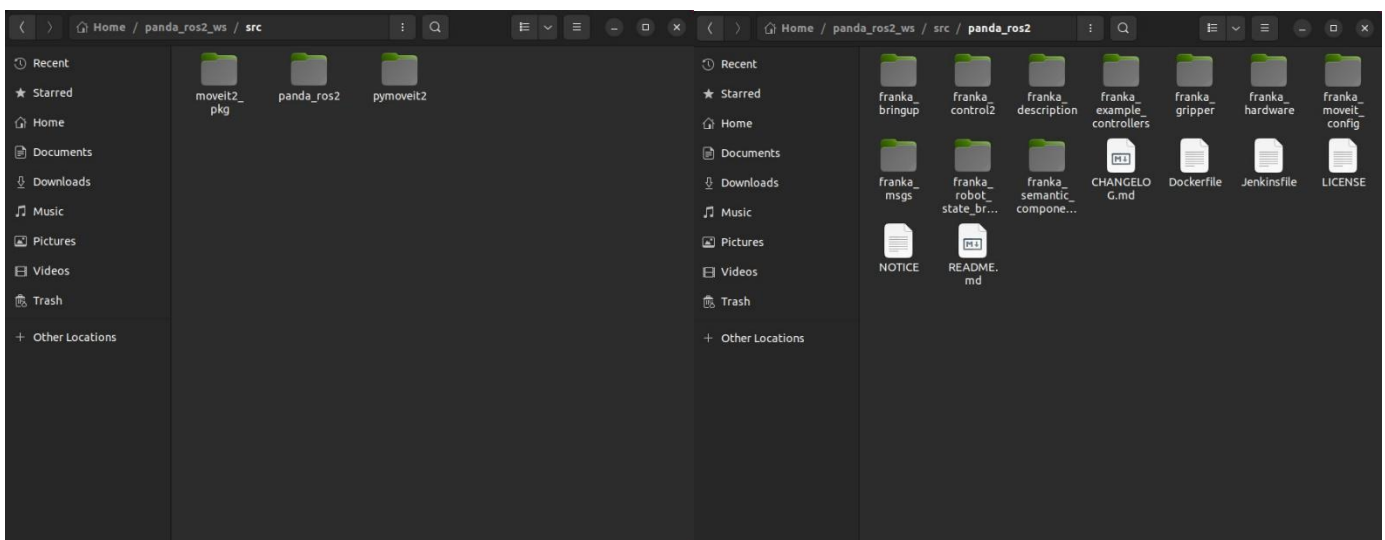 Home / panda_ros2_ws / src
Recent
Starred
Home
Documents
Downloads
Music
Pictures
Videos
Trash
+ Other Locations
moveit2_
pkg
panda_ros2
pymoveit2
Home / panda_ros2_ws / src / panda_ros2
Recent
Starred
Home
Documents
Downloads
Music
Pictures
Videos
Trash
+ Other Locations
franka_
bringup
franka_
control2
franka_
description
franka_
example_
controllers
franka_
gripper
franka_
hardware
franka_
moveit_
config
franka_
msgs
franka_
robot_
state_br...
franka_
semantic_
compone...
CHANGELO
G.md
Dockerfile
Jenkinsfile
LICENSE
NOTICE
README.
md